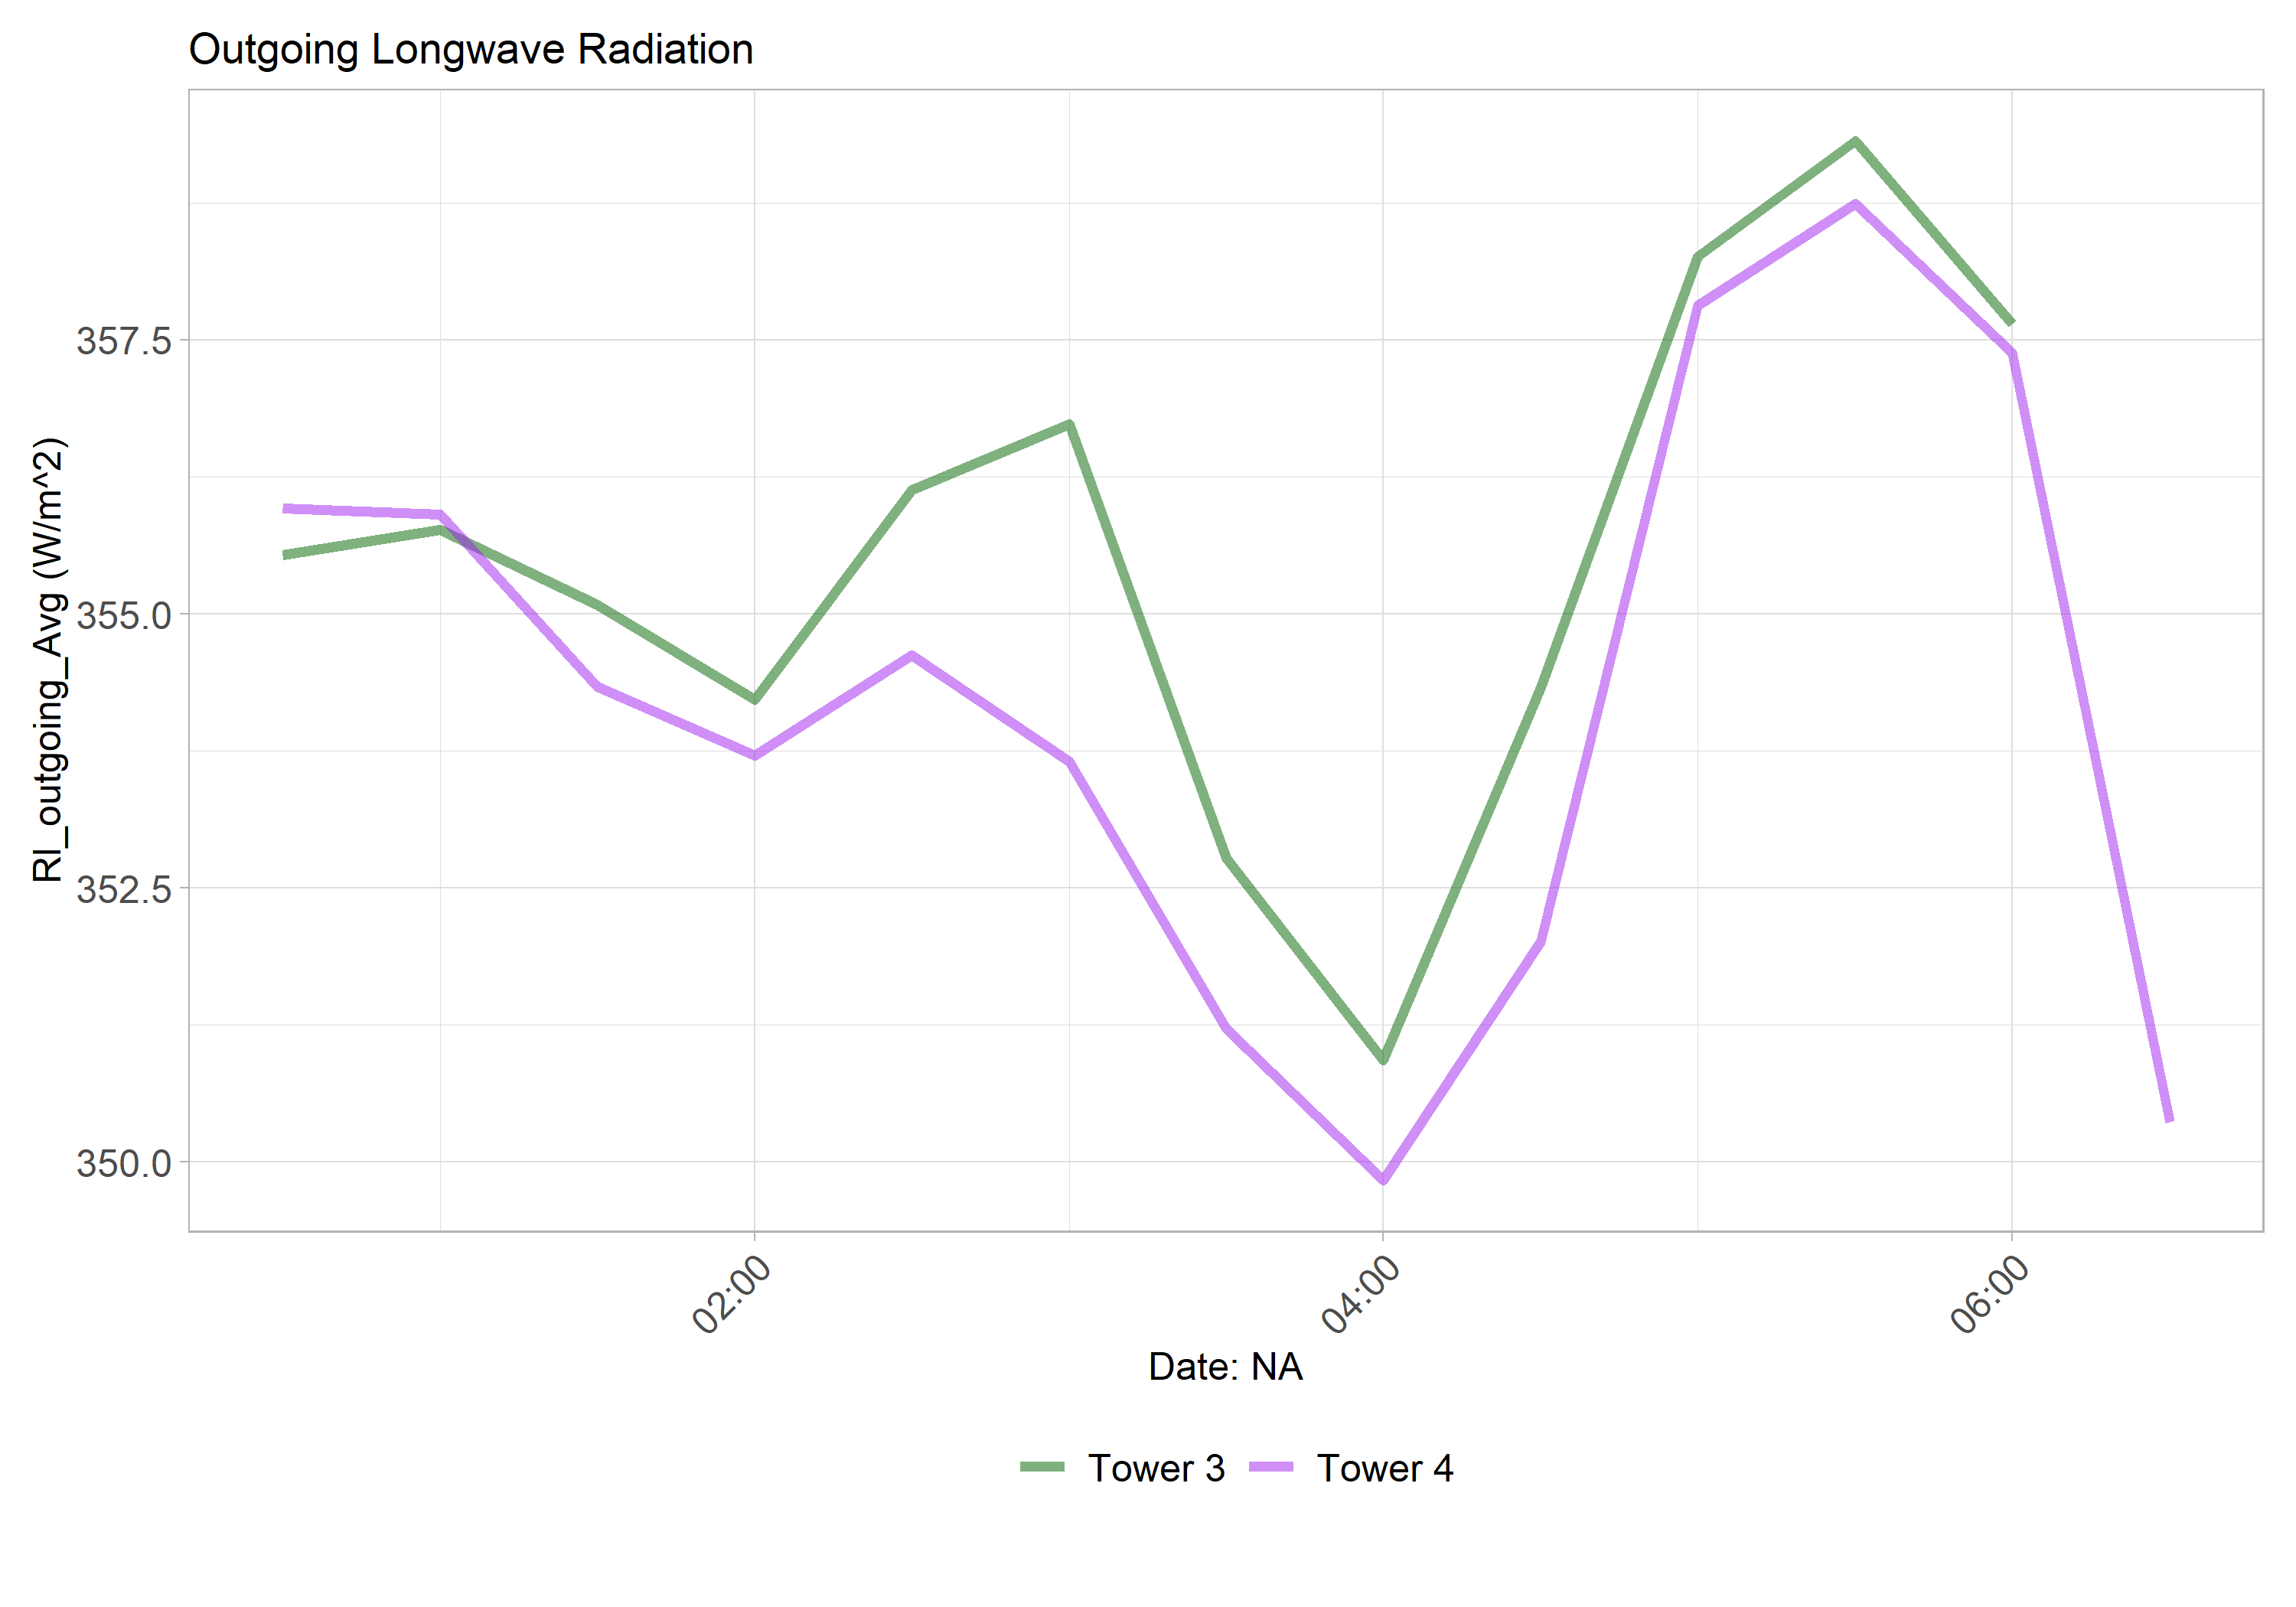 Outgoing Longwave Radiation
Rl_outgoing_Avg (W/m^2)
357.5
355.0
352.5
350.0
02:00
04:00
06:00
Date: NA
Tower 3
Tower 4